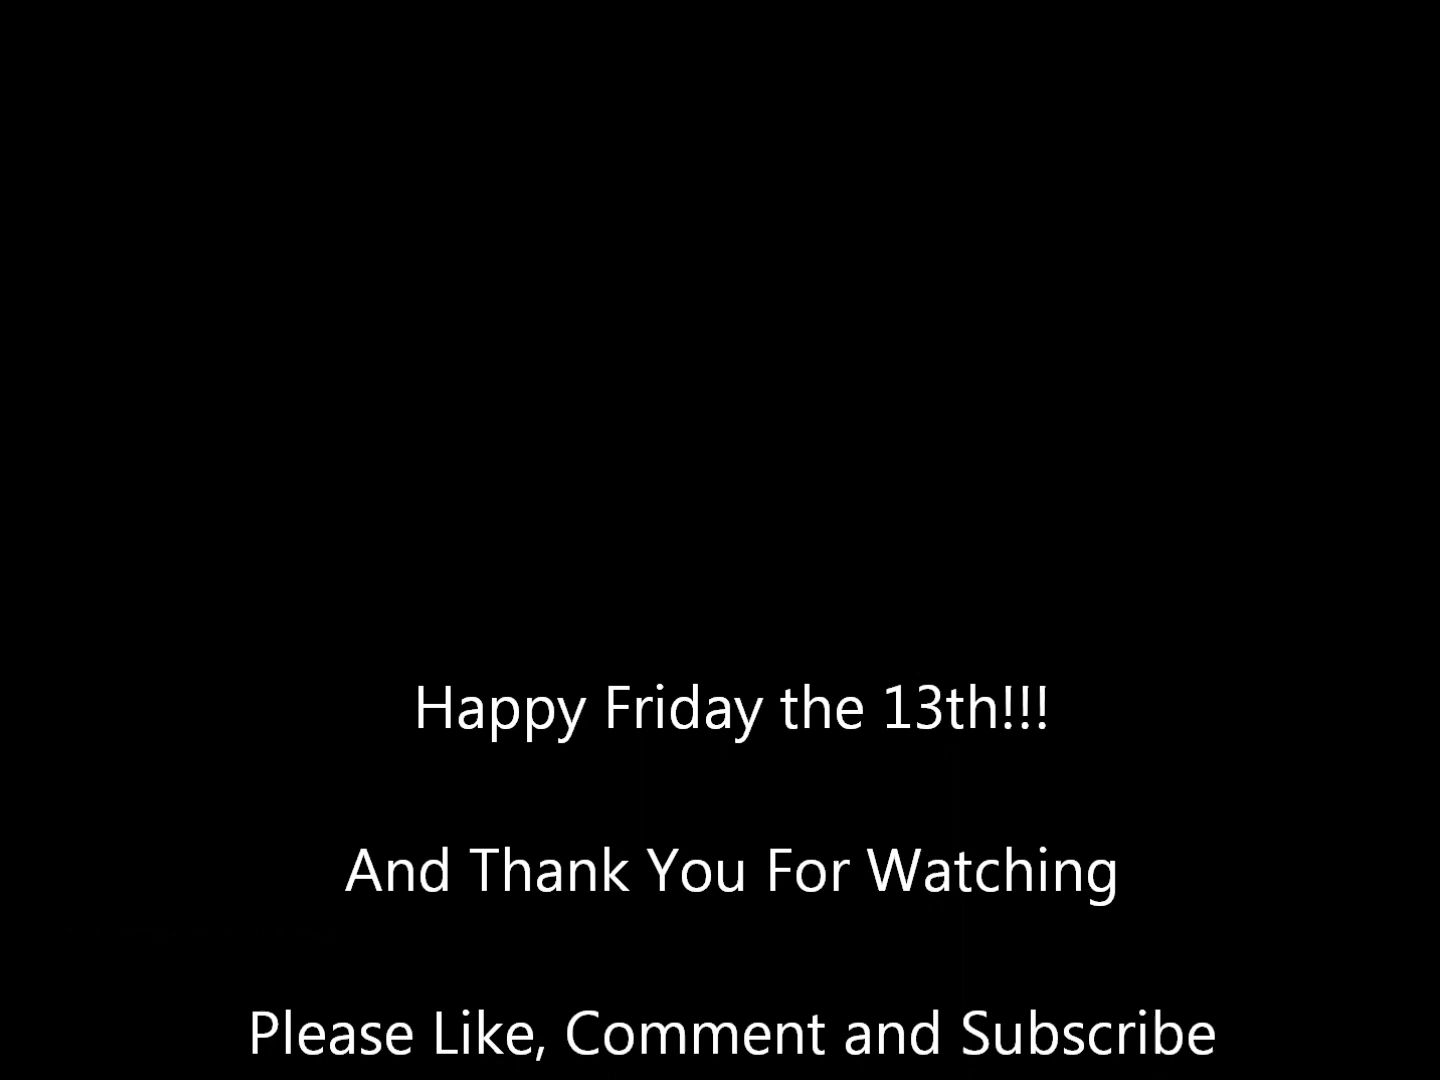 Happy Friday the 13th!!!
And Thank You For Watching
Please Like, Comment and Subscribe